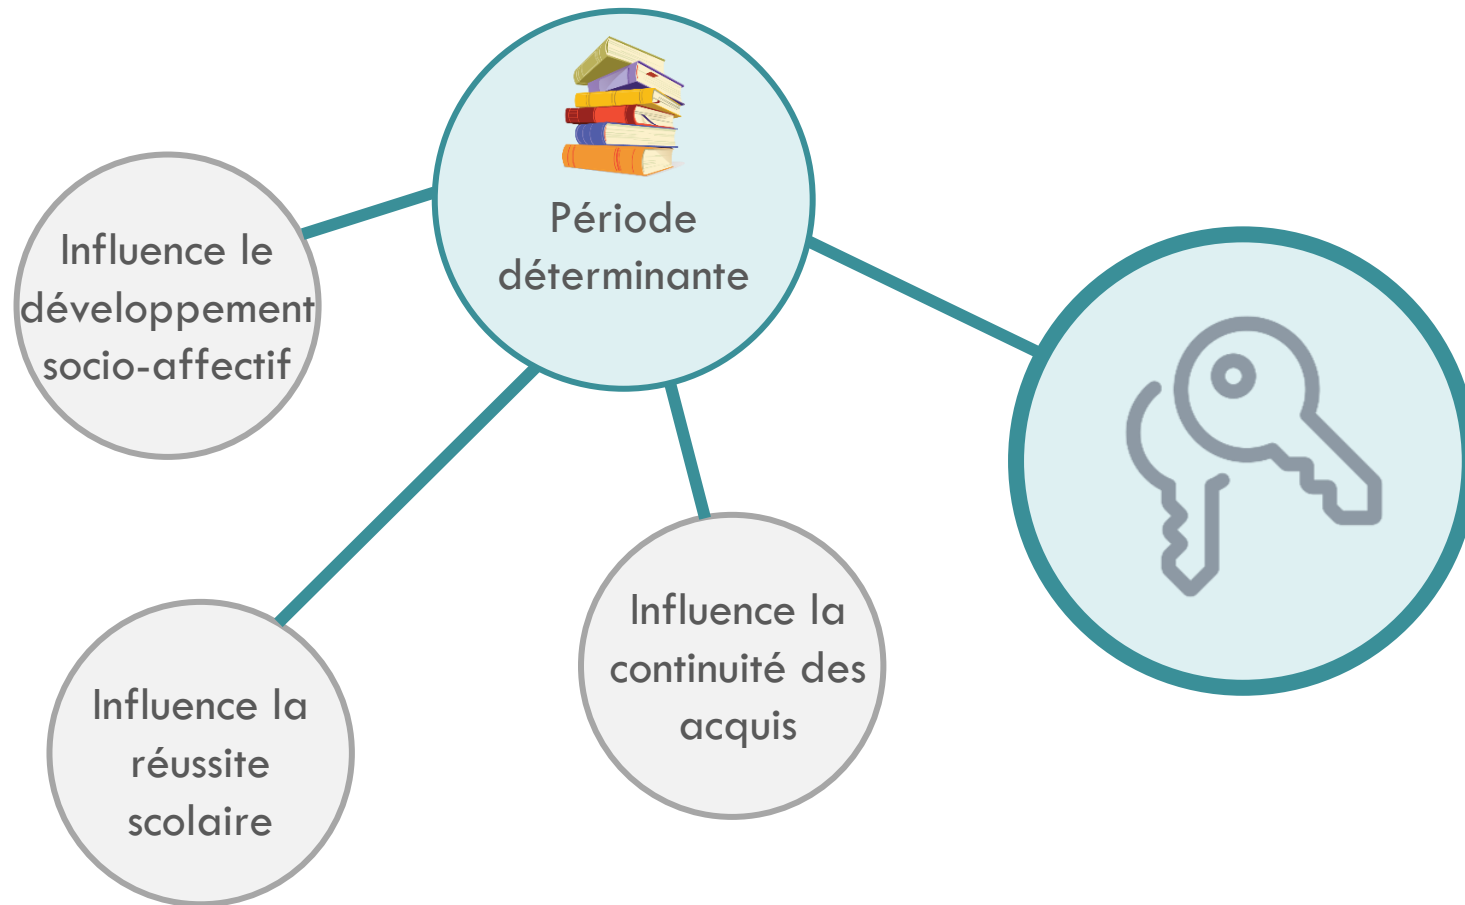 Période
déterminante
Influence le
développement
socio-affectif
Influence la
réussite
scolaire
Influence la
continuité des
acquis